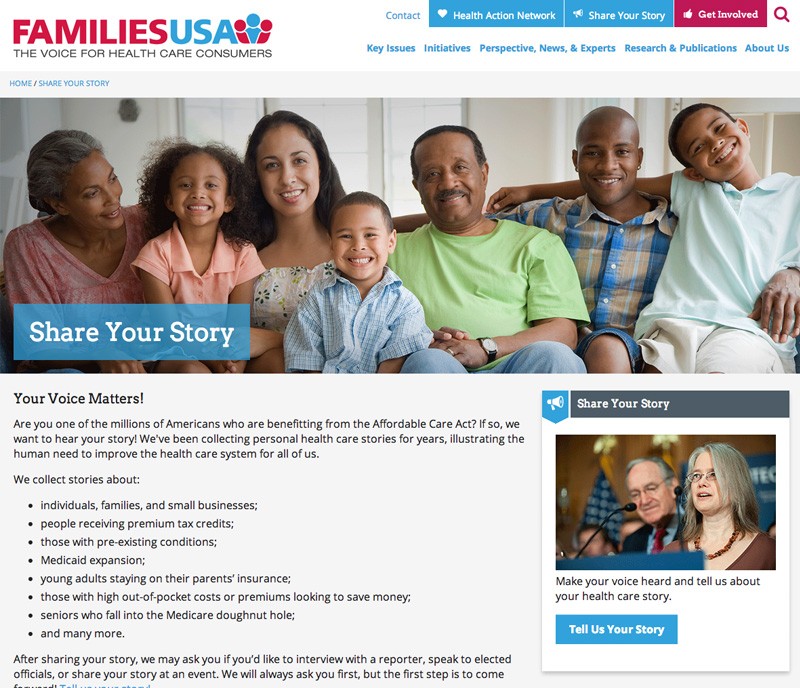 Contact
Health Action Network
Share Your Story
Get Involved
FAMILIESUSA
THE VOICE FOR HEALTH CARE CONSUMERS
Key Issues Initiatives Perspective, News, & Experts Research & Publications About Us
HOME / SHARE YOUR STORY
Share Your Story
Your Voice Matters!
Are you one of the millions of Americans who are benefitting from the Affordable Care Act? If so, we
want to hear your story! We've been collecting personal health care stories for years, illustrating the
human need to improve the health care system for all of us.
We collect stories about:
• individuals, families, and small businesses;
• people receiving premium tax credits;
• those with pre-existing conditions;
• Medicaid expansion;
• young adults staying on their parents’ insurance;
• those with high out-of-pocket costs or premiums looking to save money;
• seniors who fall into the Medicare doughnut hole;
• and many more.
After sharing your story, we may ask you if you’d like to interview with a reporter, speak to elected
officials, or share your story at an event. We will always ask you first, but the first step is to come
forward! Tell us your story!
Share Your Story
Make your voice heard and tell us about
your health care story.
Tell Us Your Story